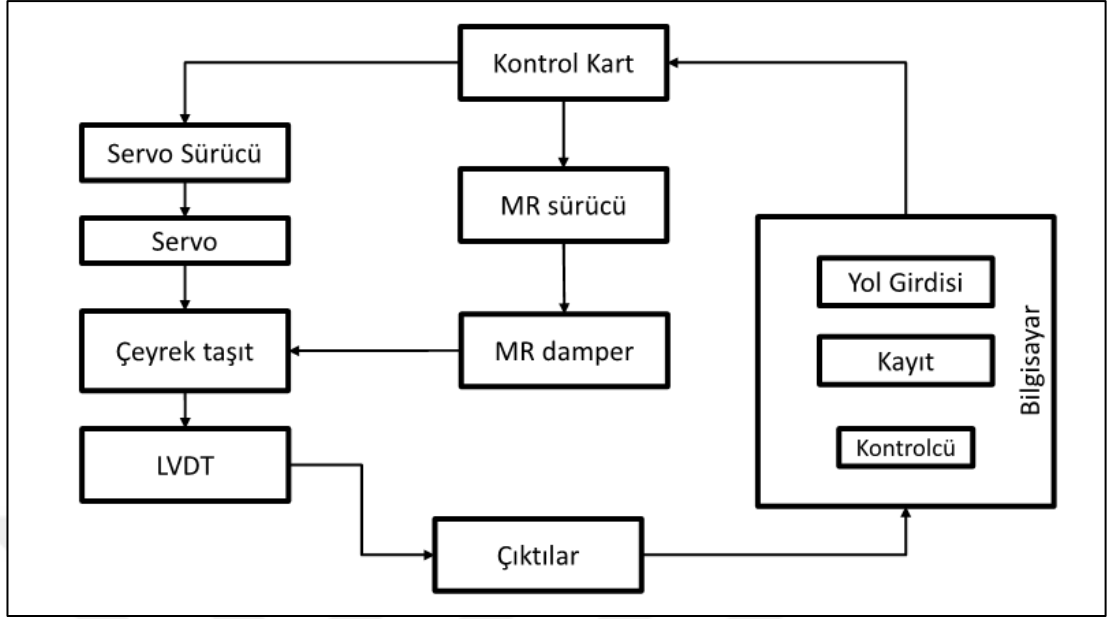 Kontrol Kart
Servo Sürücü
MR sürücü
Servo
Çeyrek taşıt
MR damper
LVDT
Çıktılar
Yol Girdisi
Kayıt
Kontrolcü
Bilgisayar